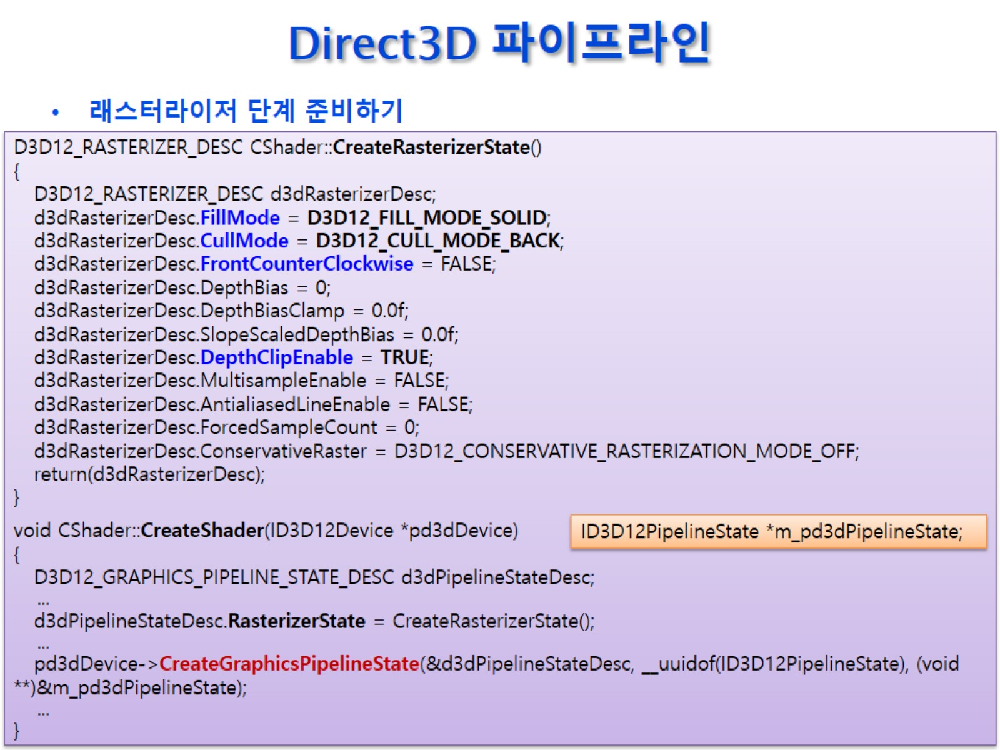 Direct3D 파이프라인
• 래스터라이저 단계 준비하기
D3D12_RASTERIZER_DESC CShader::CreateRasterizerState()
{
D3D12_RASTERIZER_DESC d3dRasterizerDesc;
d3dRasterizerDesc.FillMode = D3D12_FILL_MODE_SOLID;
d3dRasterizerDesc.CullMode = D3D12_CULL_MODE_BACK;
d3dRasterizerDesc.FrontCounterClockwise = FALSE;
d3dRasterizerDesc.DepthBias = 0;
d3dRasterizerDesc.DepthBiasClamp = 0.0f;
d3dRasterizerDesc.SlopeScaledDepthBias = 0.0f;
d3dRasterizerDesc.DepthClipEnable = TRUE;
d3dRasterizerDesc.MultisampleEnable = FALSE;
d3dRasterizerDesc.AntialiasedLineEnable = FALSE;
d3dRasterizerDesc.ForcedSampleCount = 0;
d3dRasterizerDesc.ConservativeRaster = D3D12_CONSERVATIVE_RASTERIZATION_MODE_OFF;
return(d3dRasterizerDesc);
}
void CShader::CreateShader(ID3D12Device *pd3dDevice)
ID3D12PipelineState *m_pd3dPipelineState;
{
D3D12_GRAPHICS_PIPELINE_STATE_DESC d3dPipelineStateDesc;
...
d3dPipelineStateDesc.RasterizerState = CreateRasterizerState();
...
pd3dDevice->CreateGraphicsPipelineState(&d3dPipelineStateDesc, __uuidof(ID3D12PipelineState), (void
**)&m_pd3dPipelineState);
...
}